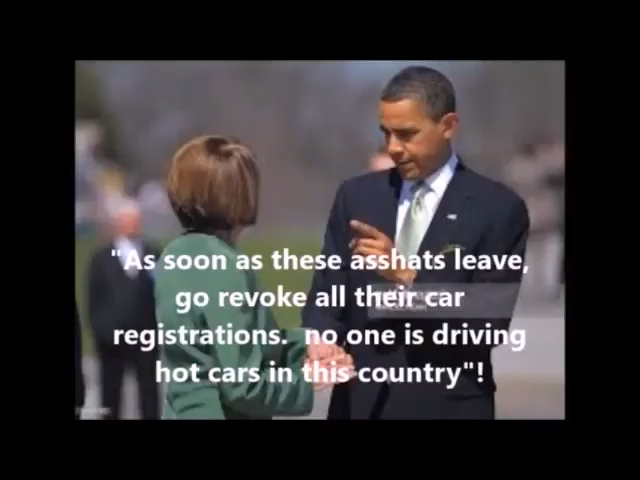 "As soon as these asshats leave,
go revoke all their car
registrations.  no one is driving
hot cars in this country"!